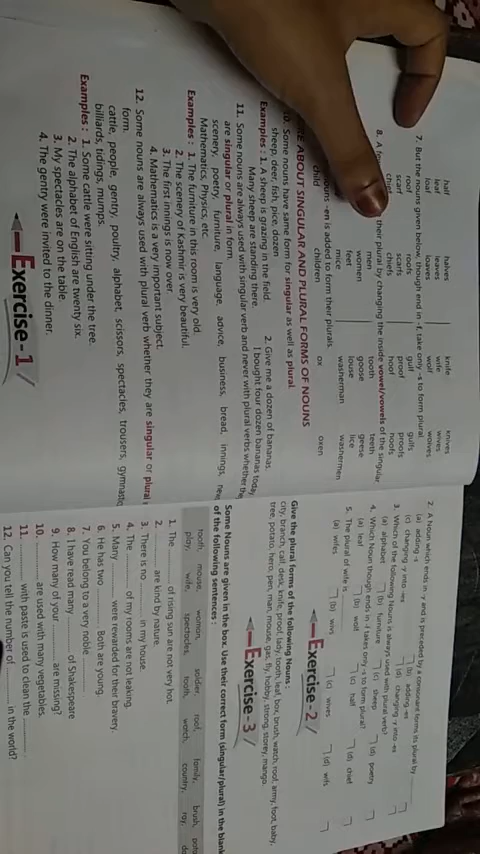 half halves knife knives
leaf leaves wife wives
loaf loaves wolf wolves
7. But the nouns given below, though end in -f, take only -s to form plural.
roof roofs gulf gulfs
scarf scarfs proof proofs
chief chiefs hoof hoofs
8. A few their plural by changing the inside vowel/vowels of the singular
men tooth teeth
women goose geese
feet louse lice
mice washerman washermen
nouns -en is added to form their plurals.
child children ox oxen
ABOUT SINGULAR AND PLURAL FORMS OF NOUNS
10. Some nouns have same form for singular as well as plural.
sheep, deer, fish, pice, dozen
Examples : 1. A sheep is grazing in the field. 2. Give me a dozen of bananas.
Many sheep are standing there. I bought four dozen bananas today
11. Some nouns are always used with singular verb and never with plural verbs whether the
are singular or plural in form.
scenery, poetry, furniture, language advice, business, bread, innings,
Mathematics, Physics, etc.
Examples : 1. The furniture in this room is very old.
2. The scenery of Kashmir is very beautiful.
3. The first innings is now over.
4. Mathematics is a very important subject.
12. Some nouns are always used with plural verb whether they are singular or plural
form.
cattle, people, gentry, poultry, alphabet, scissors, spectacles, trousers,
billiards, tidings, mumps.
Examples : 1. Some cattle were sitting under the tree.
2. The alphabet of English are twenty six.
3. My spectacles are on the table.
4. The gentry were invited to the dinner.
Exercise-1
2. A Noun which ends in -y and is preceded by a consonant forms its plural by
(a) adding -s (b) adding -es
(c) changing y into -es (d) changing -y into -ies
3. Which of the following Nouns is always used with plural verb?
(a) alphabet (b) furniture (c) sheep (d) poetry
4. Which Noun though ends in -f takes only -s to form plural?
(a) leaf (b) wolf (c) half (d) chief
5. The plural of wife is
(a) wifes (b) wivs (c) wives (d) wifs
Exercise-2
Give the plural forms of the following Nouns :
city, branch, calf, desk, knife, proof, lady, tooth, leaf, box, brush, watch, roof, army, foot, baby,
tree, potato, hero, pen, man, mouse, gas, fly, hobby, strong, storey, mango.
Exercise-3
Some Nouns are given in the box. Use their correct form (singular/plural) in the blank
of the following sentences :
tooth, mouse, woman, soldier, roof, family, brush,
play, wife, spectacles, tooth, watch, country, ray,
1. The of rising sun are not very hot.
2. are kind by nature.
3. There is no in my house.
4. The of my rooms are not leaking.
5. Many were rewarded for their bravery.
6. He has two Both are young.
7. You belong to a very noble
8. I have read many of Shakespeare
9. How many of your are missing?
10. are used with many vegetables.
11. with paste is used to clean the
12. Can you tell the number of in the world?